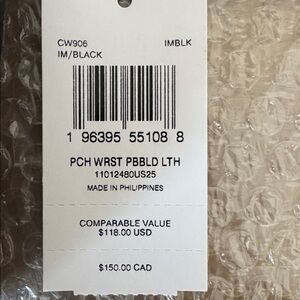 CW906 IMBLK
IM/BLACK
1 96395 55108 8
PCH WRST PBBLD LTH
11012480US25
MADE IN PHILIPPINES
COMPARABLE VALUE
$118.00 USD
$150.00 CAD